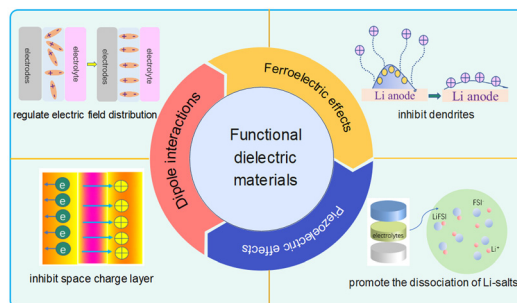 electrodes
electrolyte
electrodes
electrolyte
regulate electric field distribution
Li anode
Li anode
inhibit dendrites
Dipole interactions
Ferroelectric effects
Piezoelectric effects
Functional
dielectric
materials
e
e
e
e
e
inhibit space charge layer
electrolytes
LiFSI
FSI
Li⁺
promote the dissociation of Li-salts